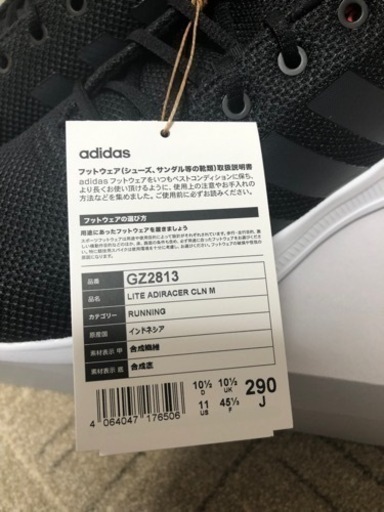 adidas
フットウェア(シューズ、サンダル等の靴類)取扱説明書
adidas フットウェアをいつもベストコンディションに保ち、
より長くお使い頂けるように、使用上の注意やお手入れの
方法などを集めました。ご使用前に必ずお読みください。
フットウェアの選び方
用途にあったフットウェアを履きましょう
品番 GZ2813
品名 LITE ADIRACER CLN M
カテゴリー RUNNING
インドネシア
素材表示 甲 合成繊維
素材表示 底 合成底
10½ D 10½ UK 290 J
11 US 45⅓ F
4 064047 176506